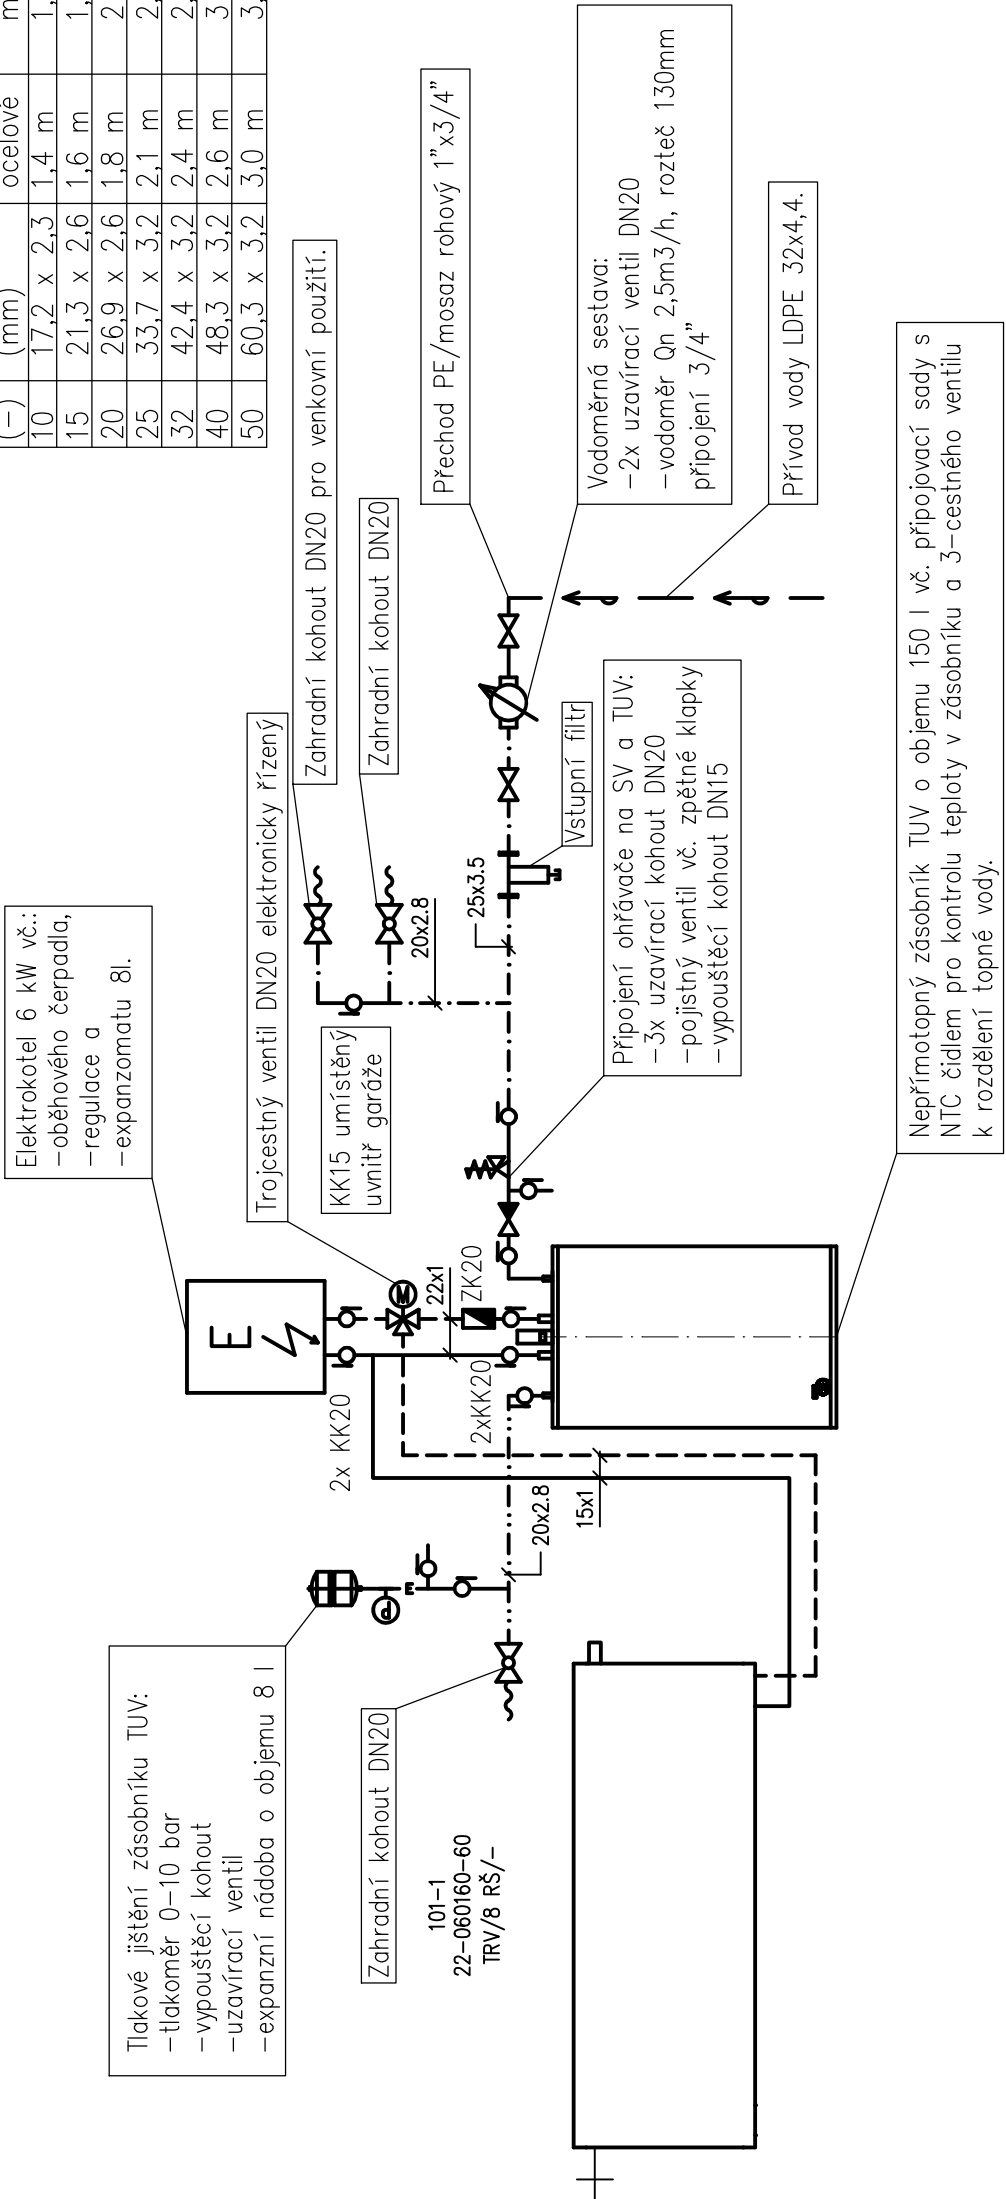 (-) (mm) ocelové m
10 17,2 x 2,3 1,4 m 1,
15 21,3 x 2,6 1,6 m 1,
20 26,9 x 2,6 1,8 m 2
25 33,7 x 3,2 2,1 m 2,
32 42,4 x 3,2 2,4 m 2,
40 48,3 x 3,2 2,6 m 3
50 60,3 x 3,2 3,0 m 3,
Elektrokotel 6 kW vč.:
-oběhového čerpadla,
-regulace a
-expanzomatu 8l.
Tlakové jištění zásobníku TUV:
-tlakoměr 0-10 bar
-vypouštěcí kohout
-uzavírací ventil
-expanzní nádoba o objemu 8 l
Trojcestný ventil DN20 elektronicky řízený
Zahradní kohout DN20 pro venkovní použití.
Zahradní kohout DN20
KK15 umístěný
uvnitř garáže
Přechod PE/mosaz rohový 1"x3/4"
Vodoměrná sestava:
-2x uzavírací ventil DN20
-vodoměr Qn 2,5m3/h, rozteč 130mm
připojení 3/4"
Přívod vody LDPE 32x4,4.
Vstupní filtr
Připojení ohřávače na SV a TUV:
-3x uzavírací kohout DN20
-pojistný ventil vč. zpětné klapky
-vypouštěcí kohout DN15
Nepřímotopný zásobník TUV o objemu 150 l vč. připojovací sady s
NTC čidlem pro kontrolu teploty v zásobníku a 3-cestného ventilu
k rozdělení topné vody.
Zahradní kohout DN20
101-1
22-060160-60
TRV/8 RŠ/-
E
M
2x KK20
22x1
ZK20
2xKK20
20x2.8
25x3.5
20x2.8
15x1
P
E